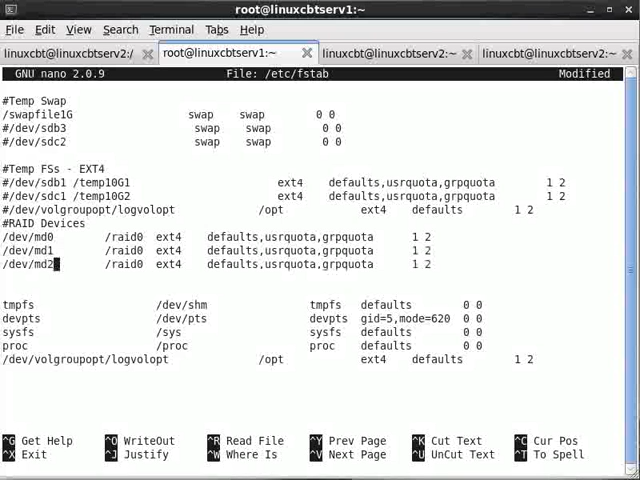 root@linuxcbtserv1:~
File Edit View Search Terminal Tabs Help
linuxcbt@linuxcbtserv2:/ root@linuxcbtserv1:~ linuxcbt@linuxcbtserv2:~ linuxcbt@linuxcbtserv2:~
GNU nano 2.0.9 File: /etc/fstab Modified
#Temp Swap
/swapfile1G swap swap 0 0
#/dev/sdb3 swap swap 0 0
#/dev/sdc2 swap swap 0 0
#Temp FSs - EXT4
#/dev/sdb1 /temp10G1 ext4 defaults,usrquota,grpquota 1 2
#/dev/sdc1 /temp10G2 ext4 defaults,usrquota,grpquota 1 2
#/dev/volgroupopt/logvolopt /opt ext4 defaults 1 2
#RAID Devices
/dev/md0 /raid0 ext4 defaults,usrquota,grpquota 1 2
/dev/md1 /raid0 ext4 defaults,usrquota,grpquota 1 2
/dev/md2 /raid0 ext4 defaults,usrquota,grpquota 1 2
tmpfs /dev/shm tmpfs defaults 0 0
devpts /dev/pts devpts gid=5,mode=620 0 0
sysfs /sys sysfs defaults 0 0
proc /proc proc defaults 0 0
/dev/volgroupopt/logvolopt /opt ext4 defaults 1 2
^G Get Help ^O WriteOut ^R Read File ^Y Prev Page ^K Cut Text ^C Cur Pos
^X Exit ^J Justify ^W Where Is ^V Next Page ^U UnCut Text ^T To Spell